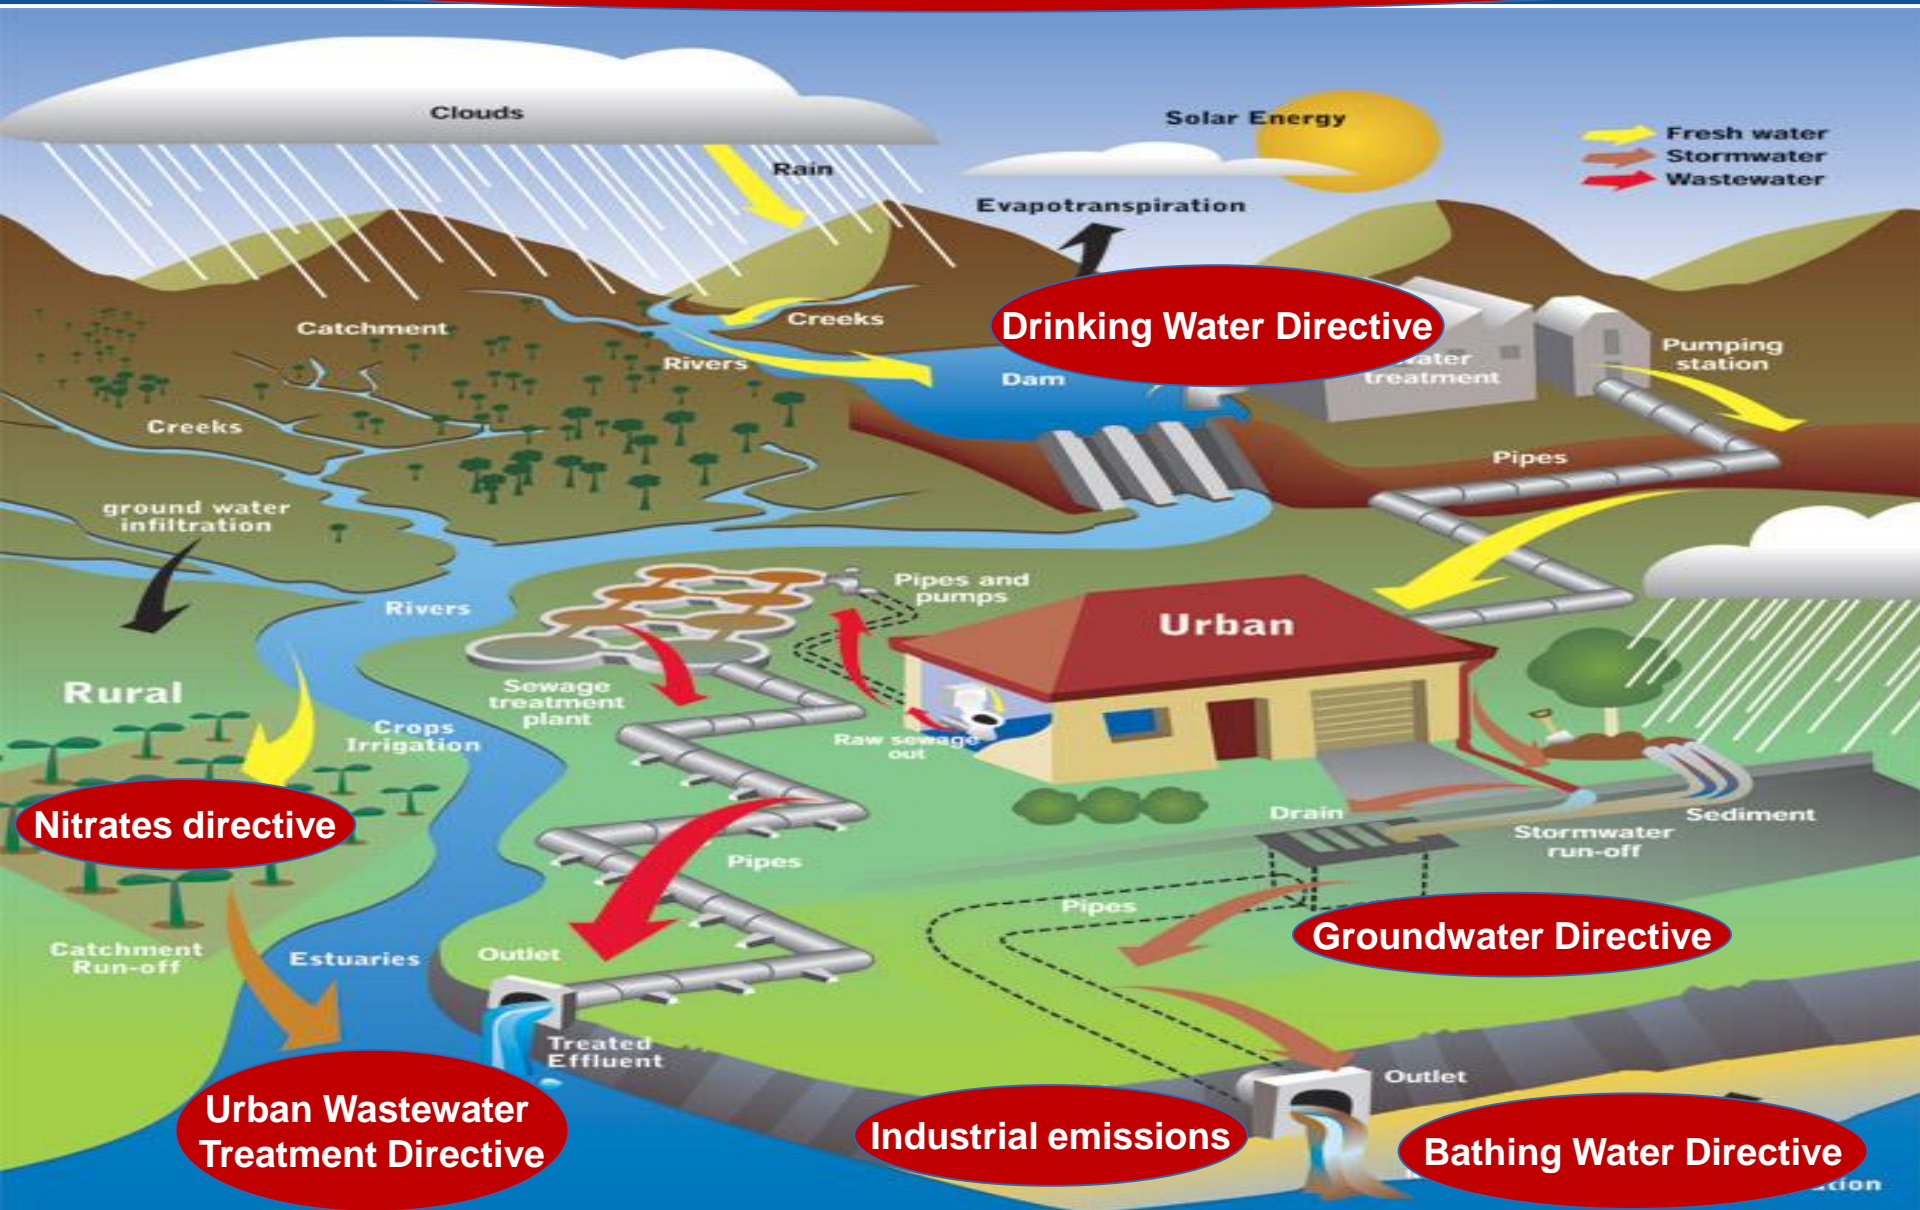 Clouds
Solar Energy
Fresh water
Stormwater
Wastewater
Rain
Evapotranspiration
Drinking Water Directive
Creeks
Catchment
Rivers
Dam
treatment
Pumping
station
Creeks
Pipes
ground water
infiltration
Rivers
Pipes and
pumps
Urban
Rural
Sewage
treatment
plant
Crops
Irrigation
Raw sewage
out
Nitrates directive
Drain
Sediment
Stormwater
run-off
Pipes
Pipes
Groundwater Directive
Catchment
Run-off
Estuaries
Outlet
Treated
Effluent
Outlet
Urban Wastewater
Treatment Directive
Industrial emissions
Bathing Water Directive